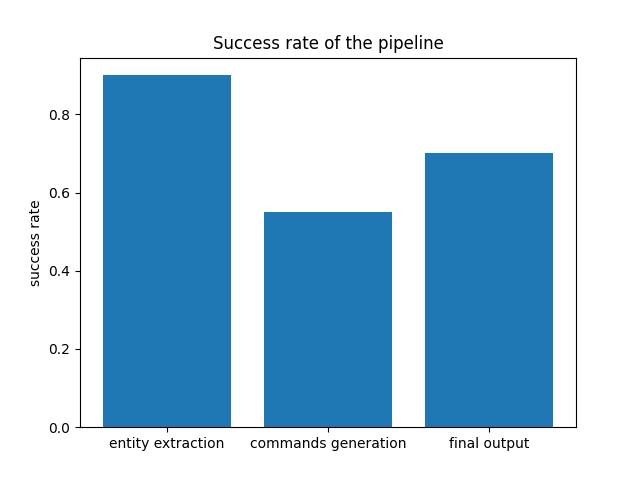 Success rate of the pipeline
success rate
0.8
0.6
0.4
0.2
0.0
entity extraction
commands generation
final output